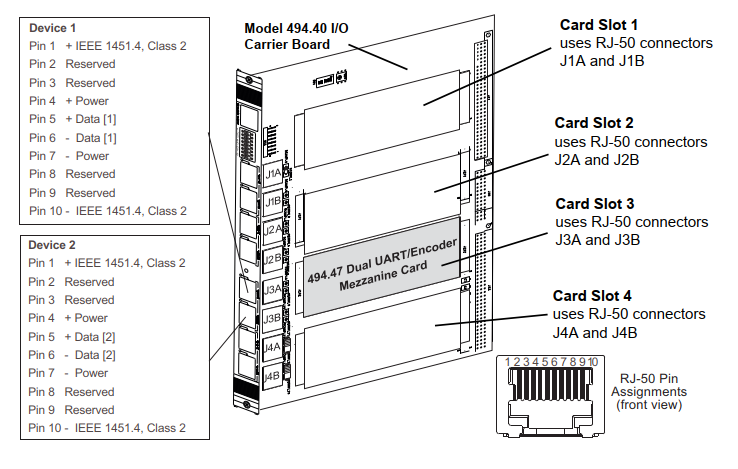 Device 1
Pin 1 + IEEE 1451.4, Class 2
Pin 2 Reserved
Pin 3 Reserved
Pin 4 + Power
Pin 5 + Data [1]
Pin 6 - Data [1]
Pin 7 - Power
Pin 8 Reserved
Pin 9 Reserved
Pin 10 - IEEE 1451.4, Class 2
Device 2
Pin 1 + IEEE 1451.4, Class 2
Pin 2 Reserved
Pin 3 Reserved
Pin 4 + Power
Pin 5 + Data [2]
Pin 6 - Data [2]
Pin 7 - Power
Pin 8 Reserved
Pin 9 Reserved
Pin 10 - IEEE 1451.4, Class 2
Model 494.40 I/O
Carrier Board
J1A
J1B
J2A
J2B
J3A
J3B
J4A
J4B
494.47 Dual UART/Encoder
Mezzanine Card
Card Slot 1
uses RJ-50 connectors
J1A and J1B
Card Slot 2
uses RJ-50 connectors
J2A and J2B
Card Slot 3
uses RJ-50 connectors
J3A and J3B
Card Slot 4
uses RJ-50 connectors
J4A and J4B
1 2 3 4 5 6 7 8 9 10
RJ-50 Pin
Assignments
(front view)